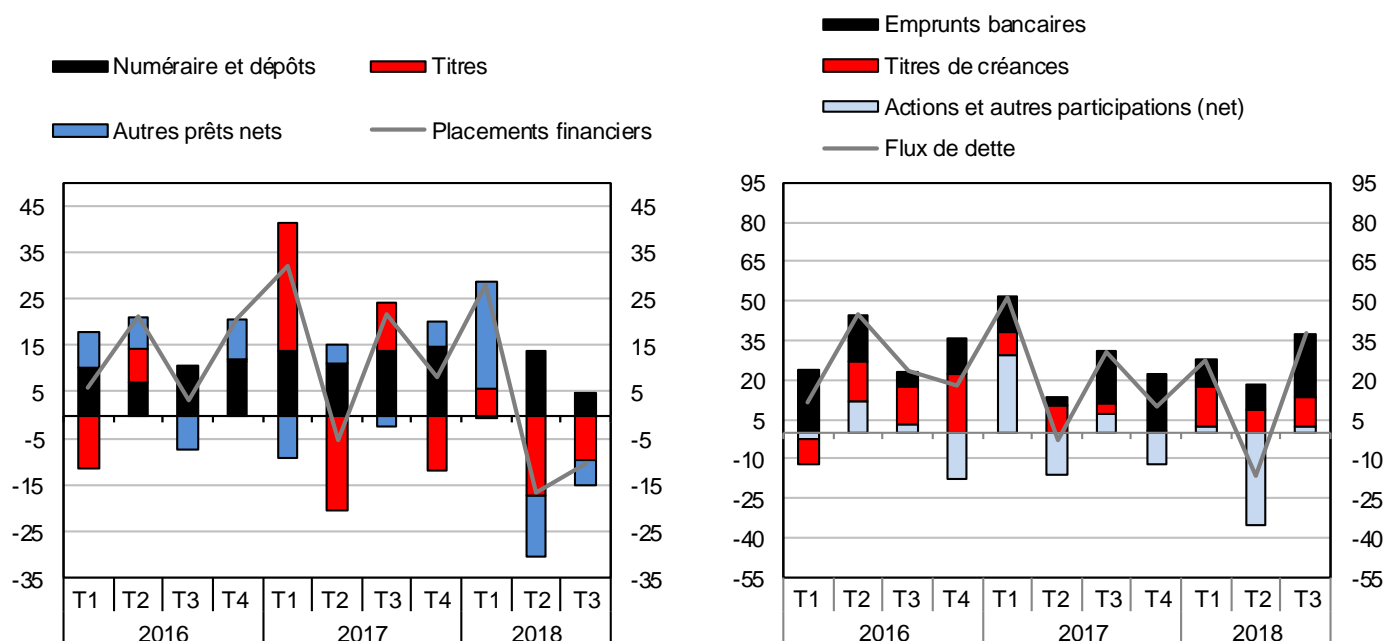 Numéraire et dépôts Titres
Autres prêts nets Placements financiers
45 45
35 35
25 25
15 15
5 5
-5 -5
-15 -15
-25 -25
-35 -35
T1 T2 T3 T4 T1 T2 T3 T4 T1 T2 T3
2016 2017 2018
Emprunts bancaires
Titres de créances
Actions et autres participations (net)
Flux de dette
95 95
80 80
65 65
50 50
35 35
20 20
5 5
-10 -10
-25 -25
-40 -40
-55 -55
T1 T2 T3 T4 T1 T2 T3 T4 T1 T2 T3
2016 2017 2018